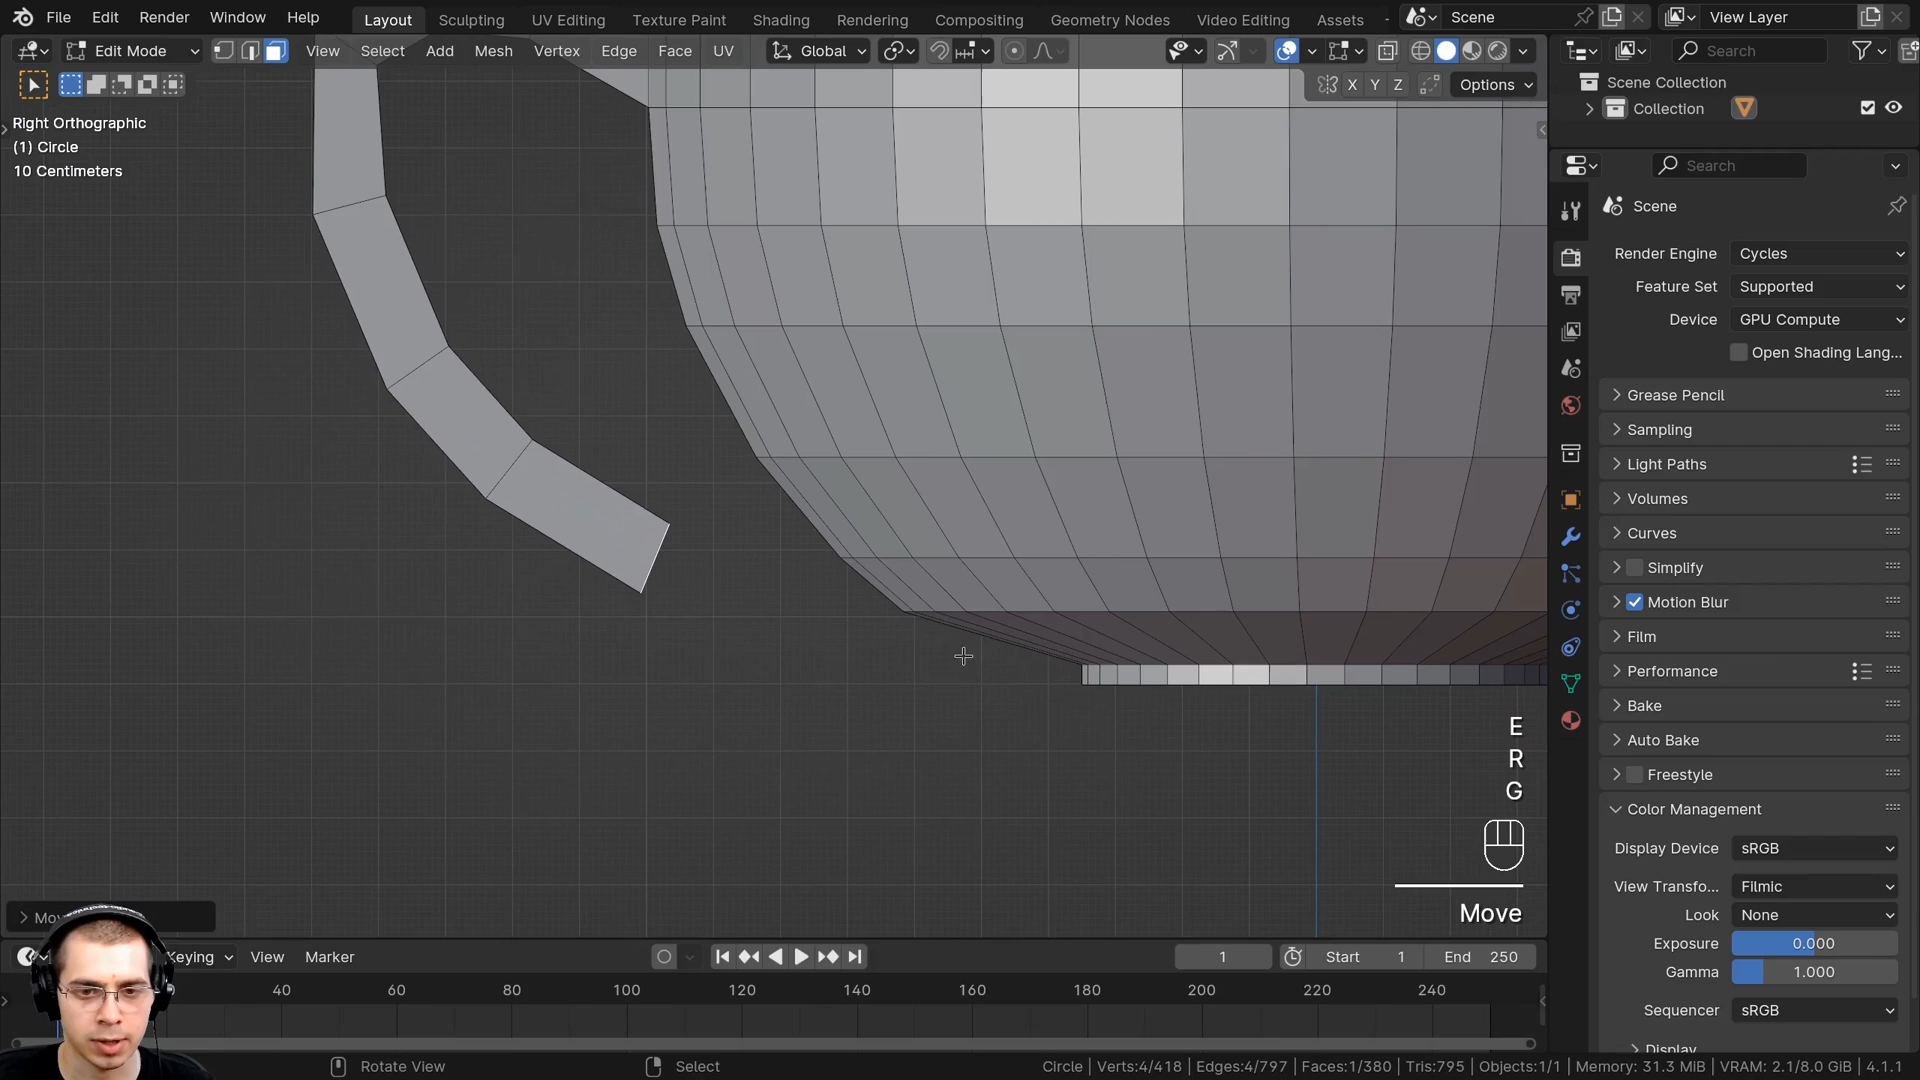 File Edit Render Window Help Layout Sculpting UV Editing Texture Paint Shading Rendering Compositing Geometry Nodes Video Editing Assets Scene View Layer
Edit Mode View Select Add Mesh Vertex Edge Face UV Global Search
X Y Z Options
Scene Collection
Collection
Right Orthographic
(1) Circle
10 Centimeters
Search
Scene
Render Engine Cycles
Feature Set Supported
Device GPU Compute
Open Shading Lang...
Grease Pencil
Sampling
Light Paths
Volumes
Curves
Simplify
Motion Blur
Film
Performance
Bake
Auto Bake
Freestyle
Color Management
Display Device sRGB
View Transfo... Filmic
Look None
Exposure 0.000
Gamma 1.000
Sequencer sRGB
Display
E
R
G
Move
Keying View Marker 1 Start 1 End 250
40 60 80 100 120 140 160 180 200 220 240
Rotate View Select Circle | Verts:4/418 | Edges:4/797 | Faces:1/380 | Tris:795 | Objects:1/1 | Memory: 31.3 MiB | VRAM: 2.1/8.0 GiB | 4.1.1